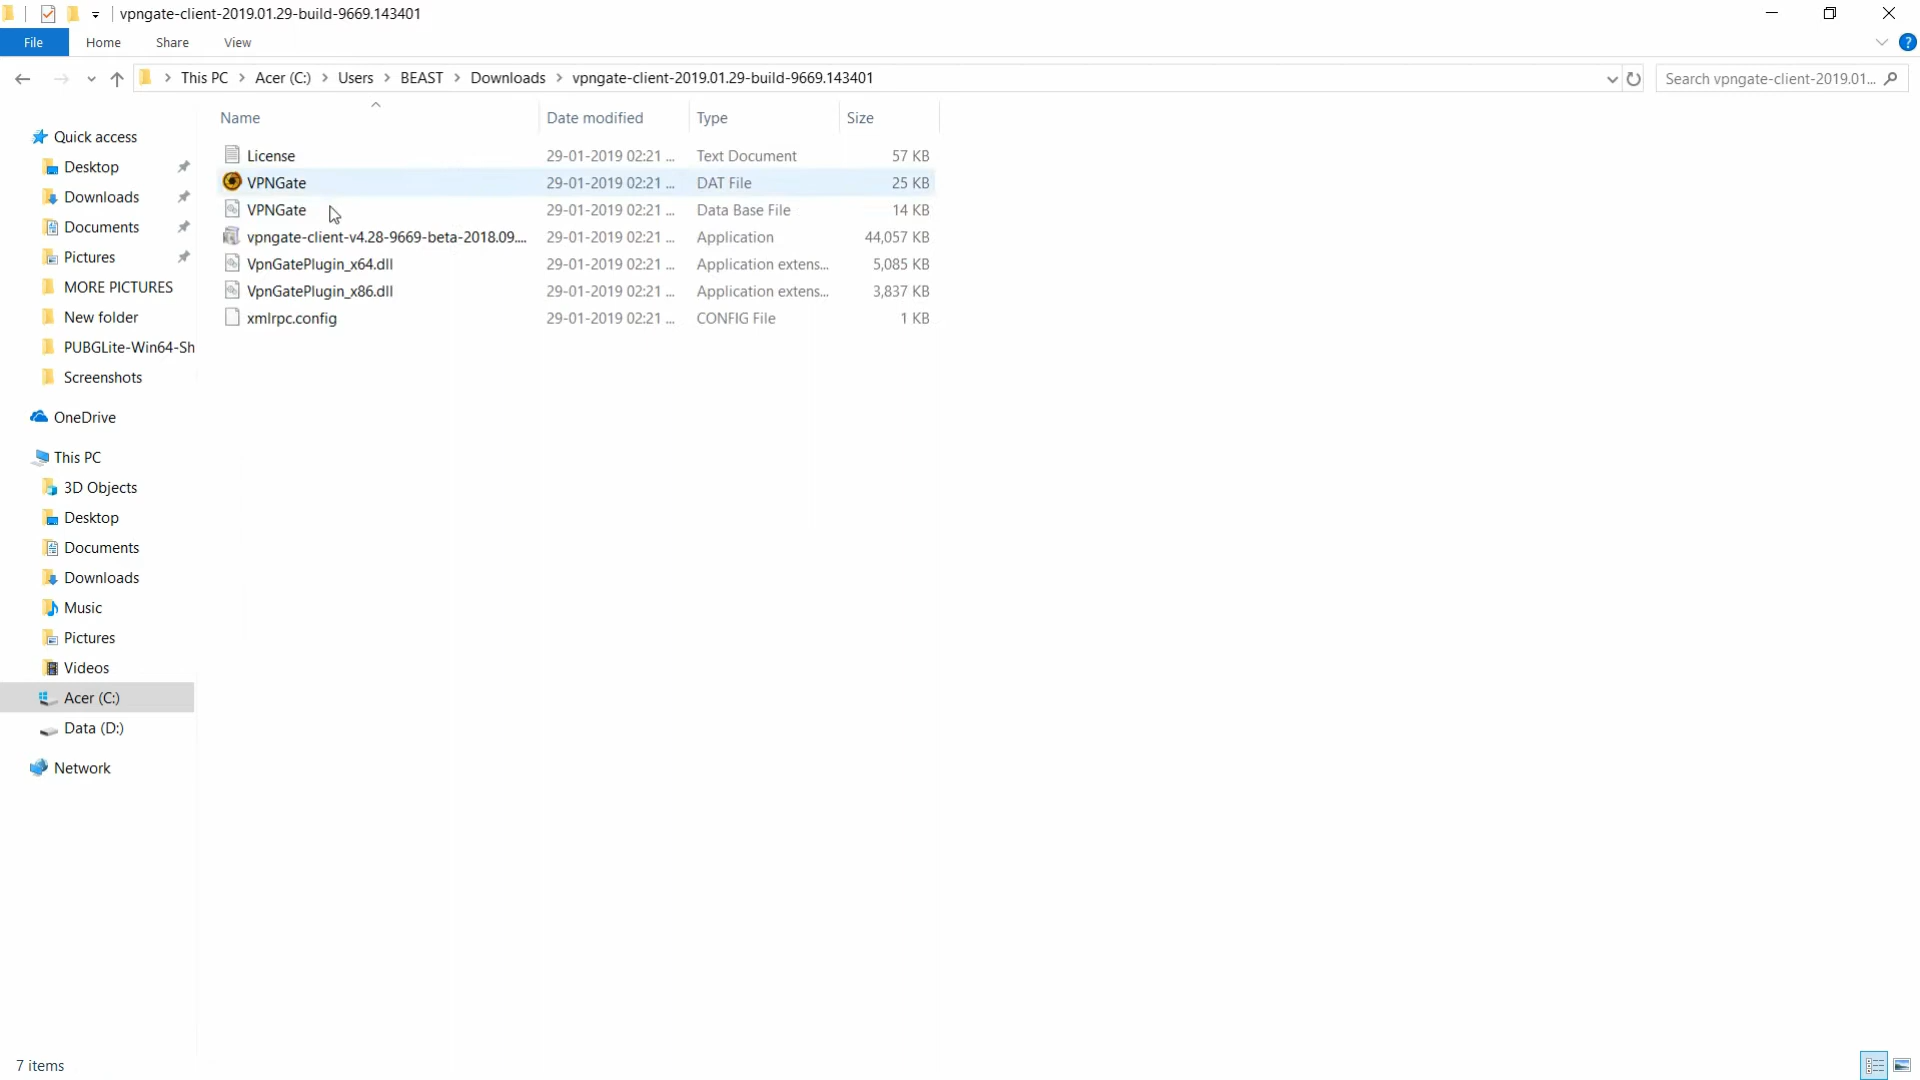 vpngate-client-2019.01.29-build-9669.143401
File Home Share View
This PC Acer (C:) Users BEAST Downloads vpngate-client-2019.01.29-build-9669.143401
Search vpngate-client-2019.01...
Name Date modified Type Size
License 29-01-2019 02:21 ... Text Document 57 KB
VPNGate 29-01-2019 02:21 ... DAT File 25 KB
VPNGate 29-01-2019 02:21 ... Data Base File 14 KB
vpngate-client-v4.28-9669-beta-2018.09.... 29-01-2019 02:21 ... Application 44,057 KB
VpnGatePlugin_x64.dll 29-01-2019 02:21 ... Application extens... 5,085 KB
VpnGatePlugin_x86.dll 29-01-2019 02:21 ... Application extens... 3,837 KB
xmlrpc.config 29-01-2019 02:21 ... CONFIG File 1 KB
Quick access
Desktop
Downloads
Documents
Pictures
MORE PICTURES
New folder
PUBGLite-Win64-Sh
Screenshots
OneDrive
This PC
3D Objects
Desktop
Documents
Downloads
Music
Pictures
Videos
Acer (C:)
Data (D:)
Network
7 items